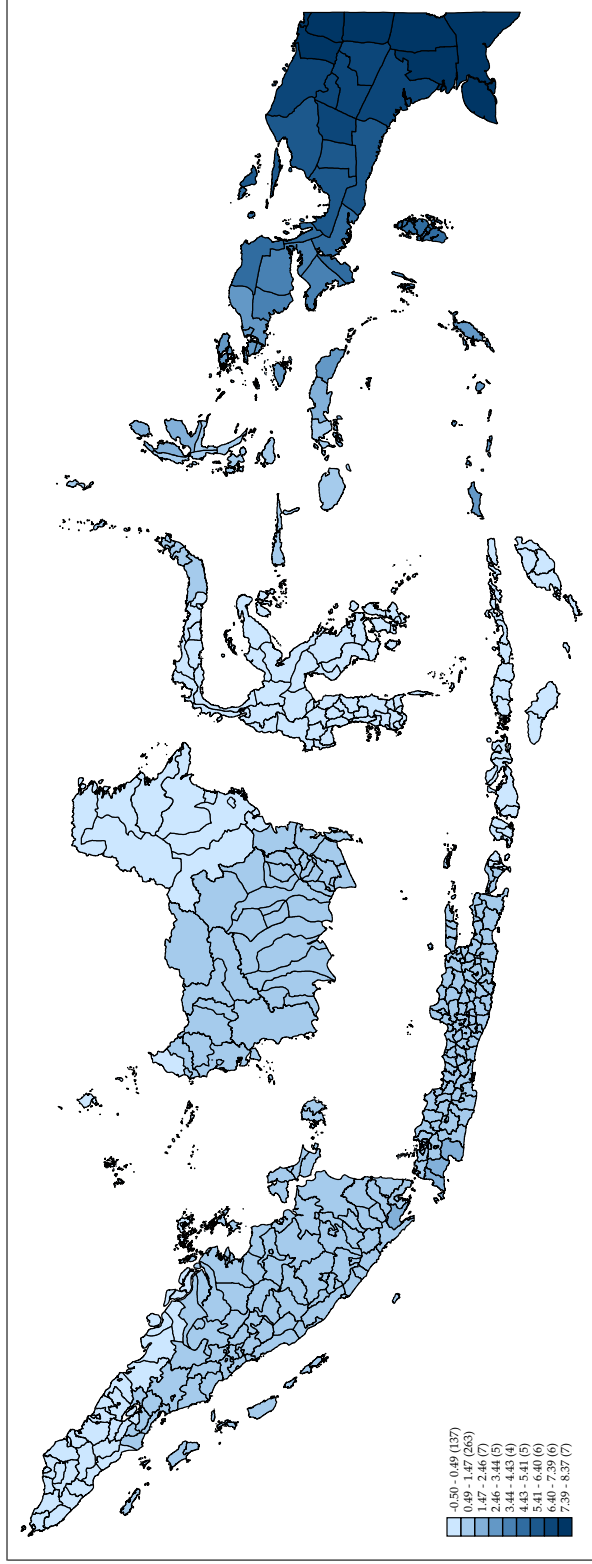 -0.50 - 0.49 (137)
0.49 - 1.47 (263)
1.47 - 2.46 (7)
2.46 - 3.44 (5)
3.44 - 4.43 (4)
4.43 - 5.41 (5)
5.41 - 6.40 (6)
6.40 - 7.39 (6)
7.39 - 8.37 (7)